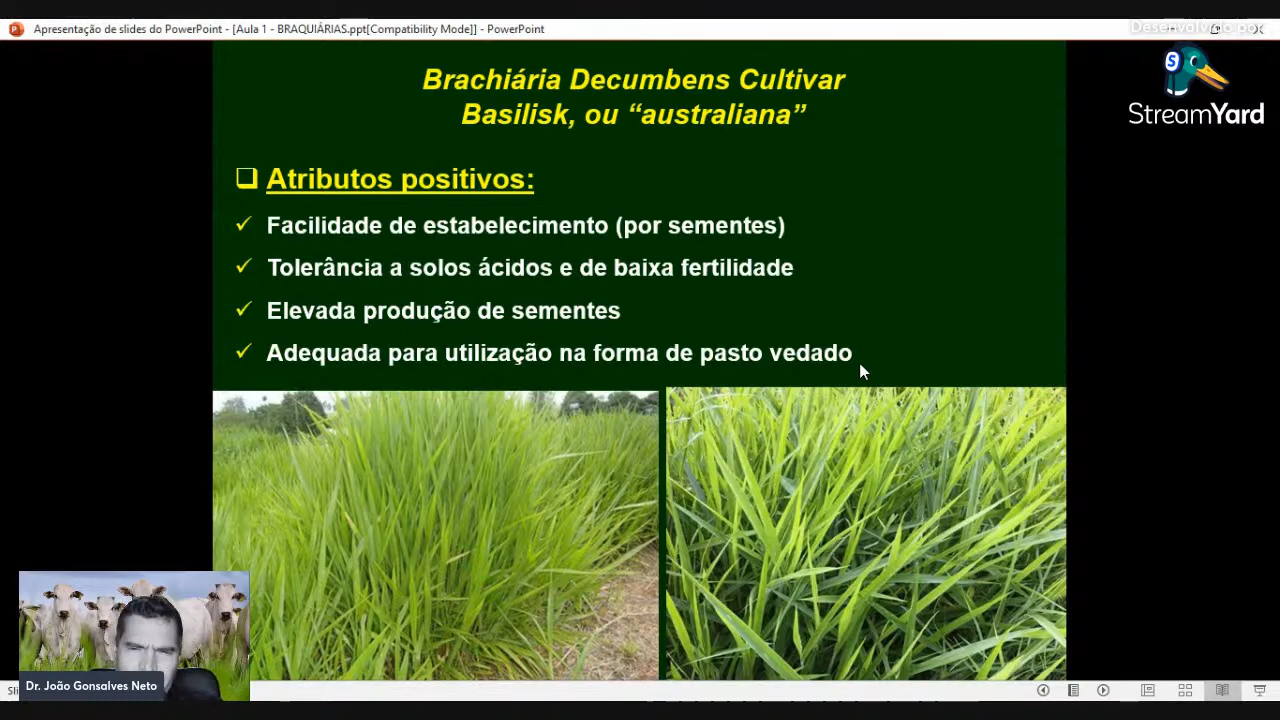 Apresentação de slides do PowerPoint - [Aula 1 - BRAQUIÁRIAS.ppt[Compatibility Mode]] - PowerPoint
Desenvolvido por
StreamYard
Brachiária Decumbens Cultivar
Basilisk, ou “australiana”
Atributos positivos:
Facilidade de estabelecimento (por sementes)
Tolerância a solos ácidos e de baixa fertilidade
Elevada produção de sementes
Adequada para utilização na forma de pasto vedado
Dr. João Gonsalves Neto